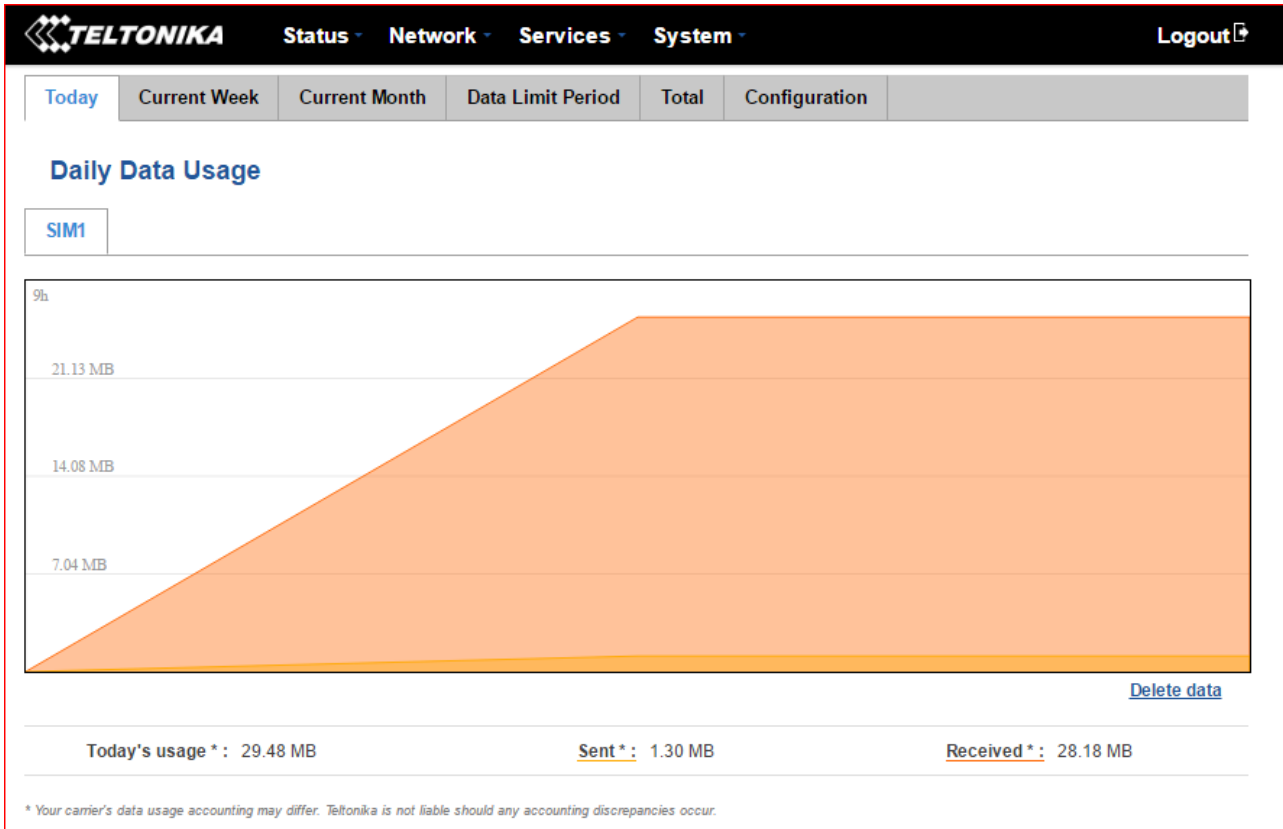 TELTONIKA Status Network Services System Logout
Today Current Week Current Month Data Limit Period Total Configuration
Daily Data Usage
SIM1
9h
21.13 MB
14.08 MB
7.04 MB
Delete data
Today's usage * : 29.48 MB Sent * : 1.30 MB Received * : 28.18 MB
* Your carrier's data usage accounting may differ. Teltonika is not liable should any accounting discrepancies occur.